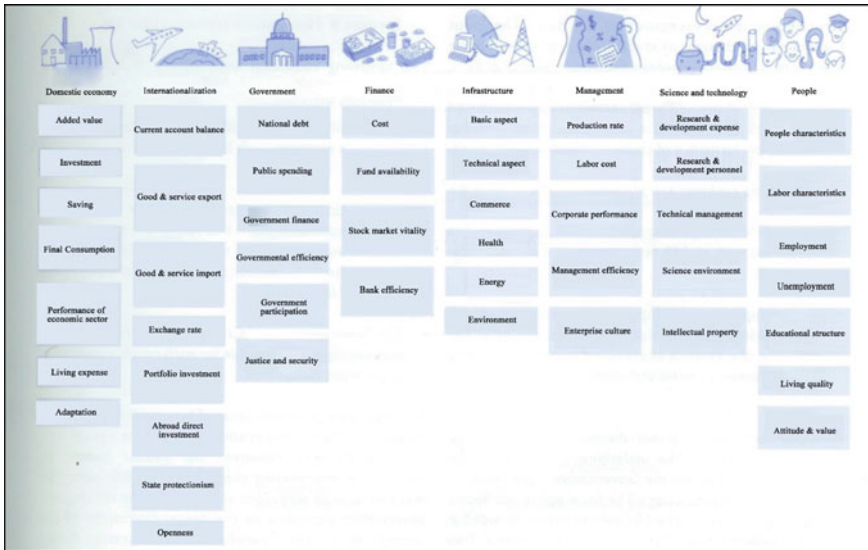 Domestic economy
Added value
Investment
Saving
Final Consumption
Performance of
economic sector
Living expense
Adaptation
Internationalization
Current account balance
Good & service export
Good & service import
Exchange rate
Portfolio investment
Abroad direct
investment
State protectionism
Openness
Government
National debt
Public spending
Government finance
Governmental efficiency
Government
participation
Justice and security
Finance
Cost
Fund availability
Stock market vitality
Bank efficiency
Infrastructure
Basic aspect
Technical aspect
Commerce
Health
Energy
Environment
Management
Production rate
Labor cost
Corporate performance
Management efficiency
Enterprise culture
Science and technology
Research &
development expense
Research &
development personnel
Technical management
Science environment
Intellectual property
People
People characteristics
Labor characteristics
Employment
Unemployment
Educational structure
Living quality
Attitude & value